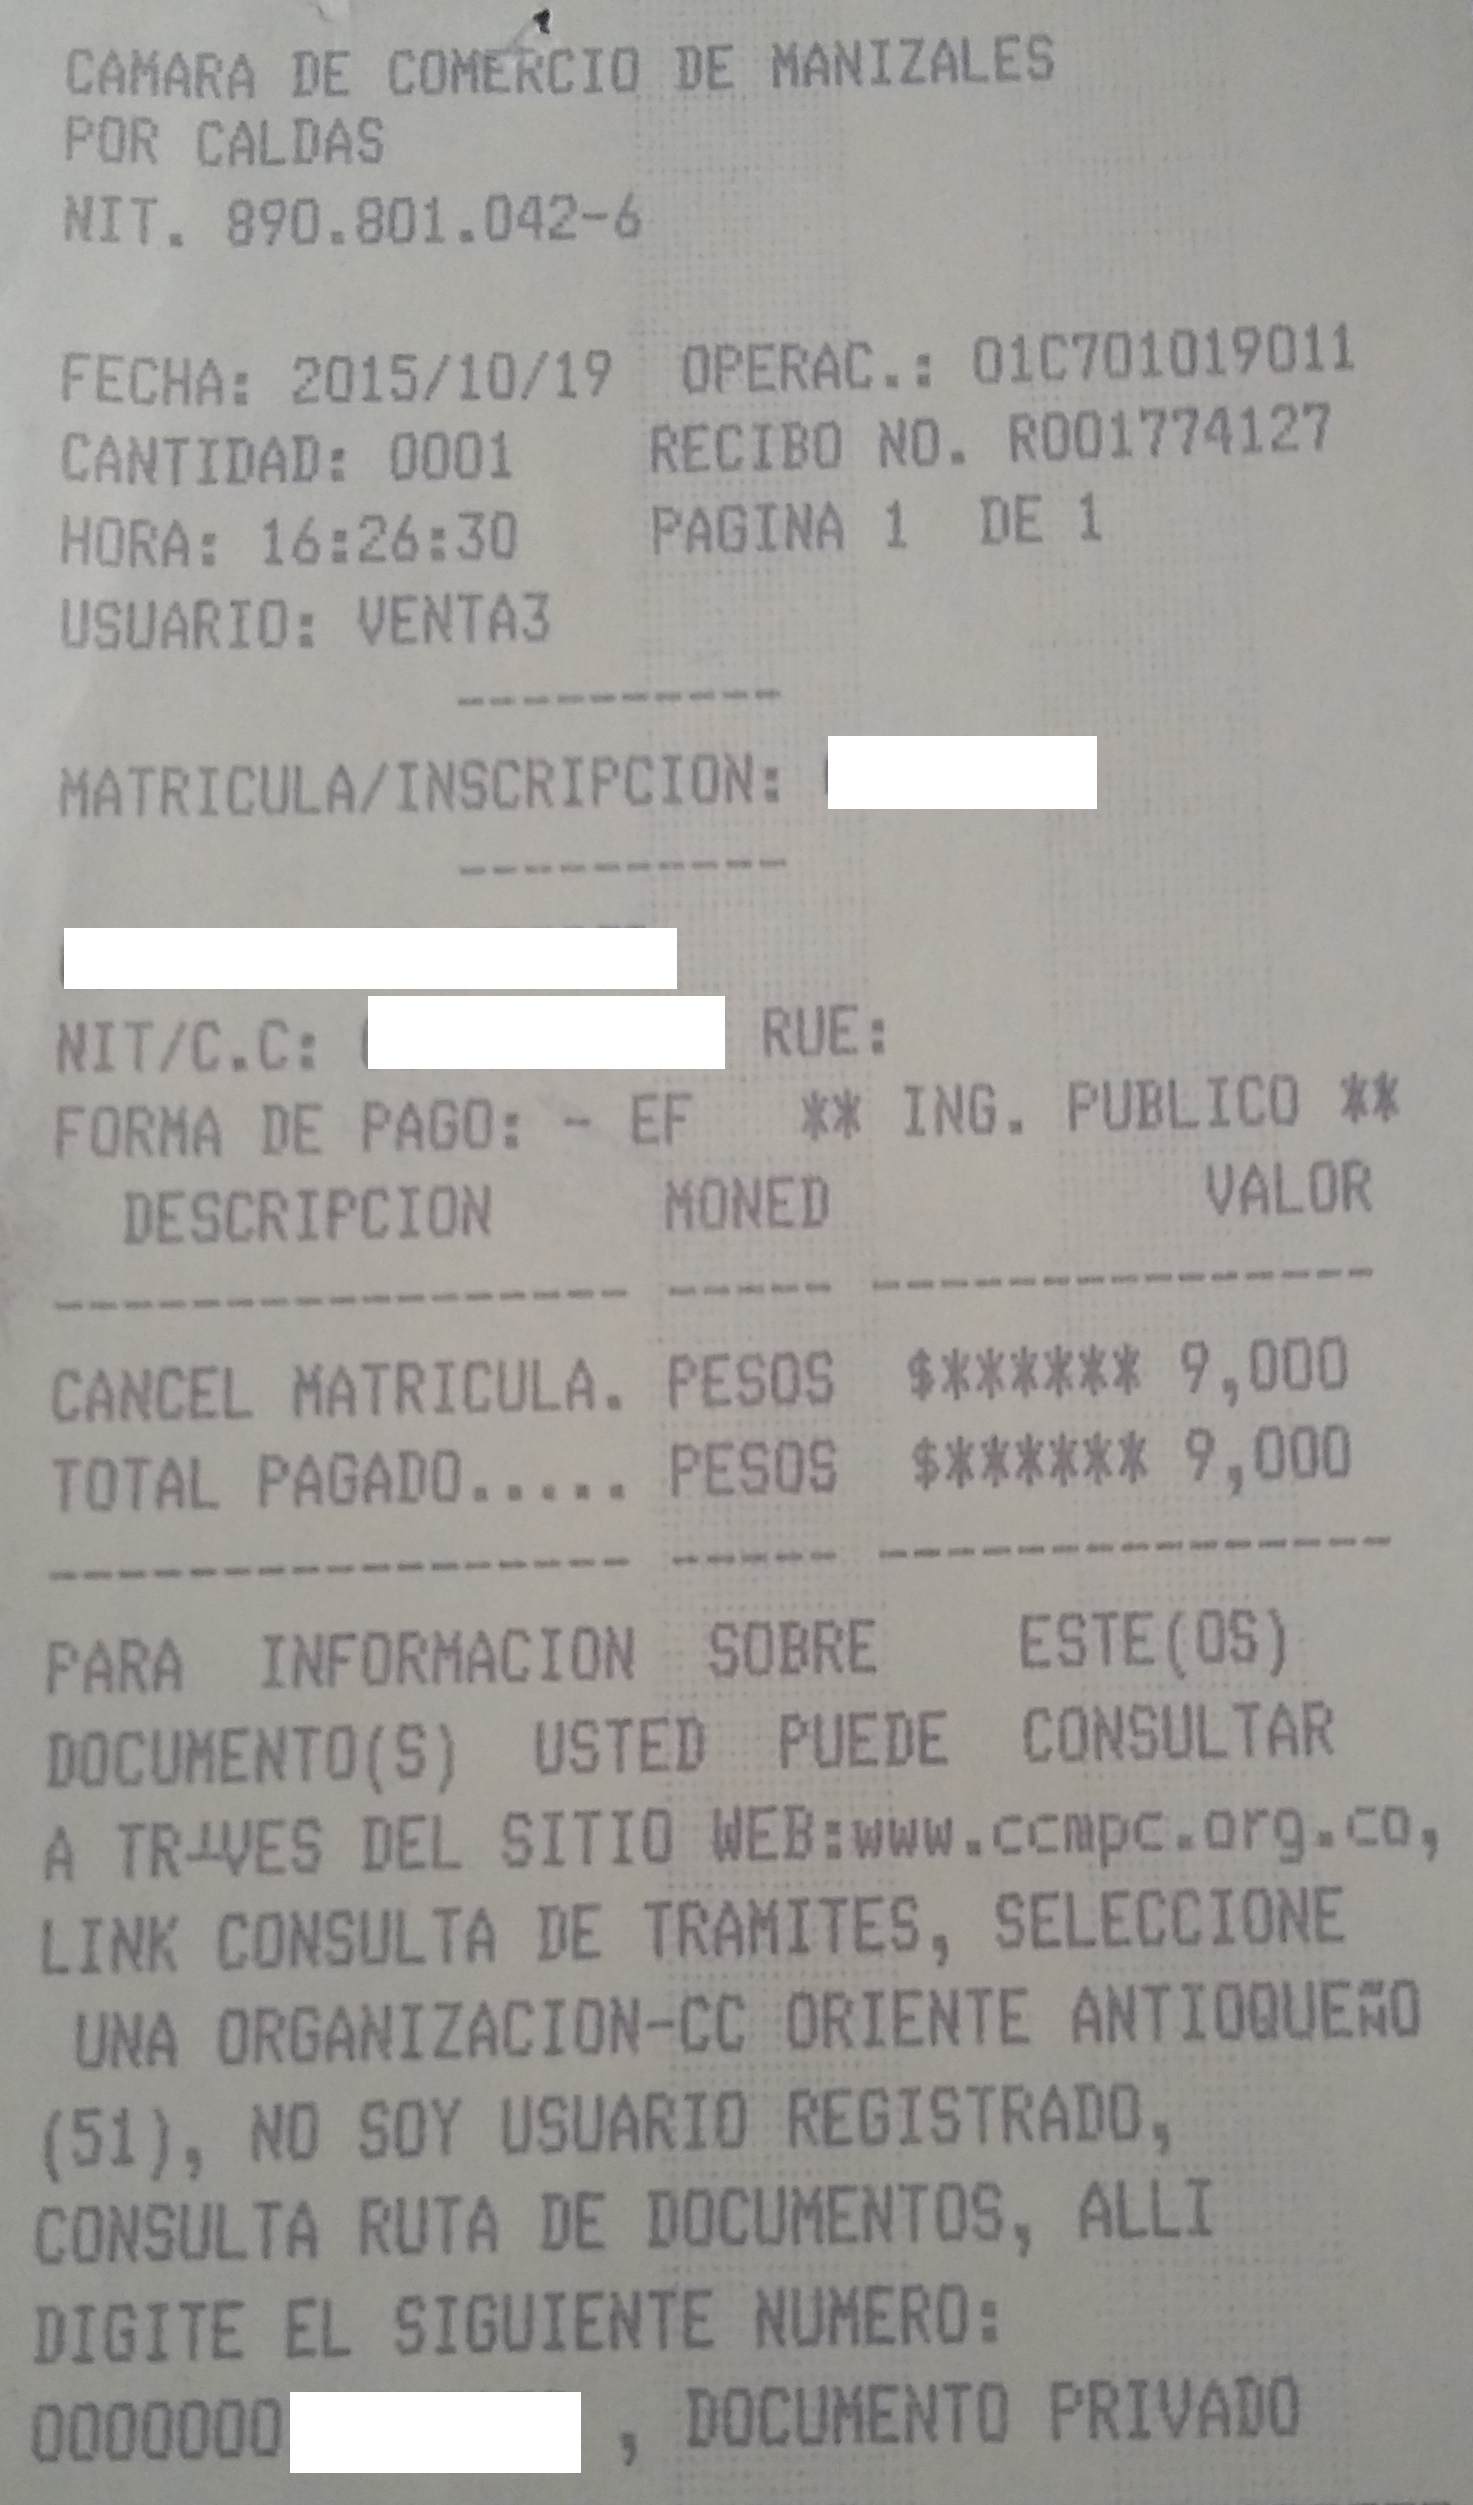 CAMARA DE COMERCIO DE MANIZALES
POR CALDAS
NIT. 890.801.042-6
FECHA: 2015/10/19 OPERAC.: 01C701019011
CANTIDAD: 0001 RECIBO NO. R001774127
HORA: 16:26:30 PAGINA 1 DE 1
USUARIO: VENTA3
----------
MATRICULA/INSCRIPCION:
----------
NIT/C.C: RUE:
FORMA DE PAGO: - EF ** ING. PUBLICO **
DESCRIPCION MONED VALOR
----------------- ----- ---------------
CANCEL MATRICULA. PESOS $******* 9,000
TOTAL PAGADO..... PESOS $******* 9,000
----------------- ----- ---------------
PARA INFORMACION SOBRE ESTE(OS)
DOCUMENTO(S) USTED PUEDE CONSULTAR
A TR┴VES DEL SITIO WEB:www.ccmpc.org.co,
LINK CONSULTA DE TRAMITES, SELECCIONE
UNA ORGANIZACION-CC ORIENTE ANTIOQUEÑO
(51), NO SOY USUARIO REGISTRADO,
CONSULTA RUTA DE DOCUMENTOS, ALLI
DIGITE EL SIGUIENTE NUMERO:
0000000 , DOCUMENTO PRIVADO